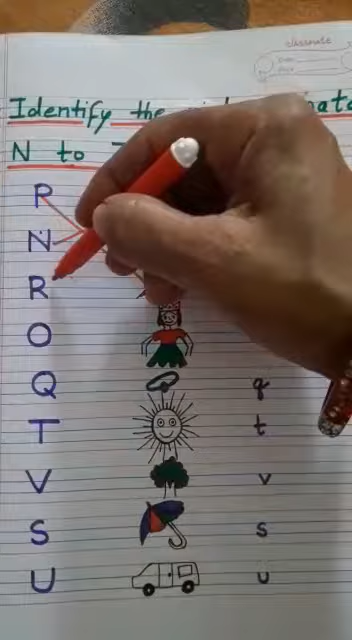 classmate
Identify the
N to
P
N
R
O
Q q
T t
V v
S s
U u